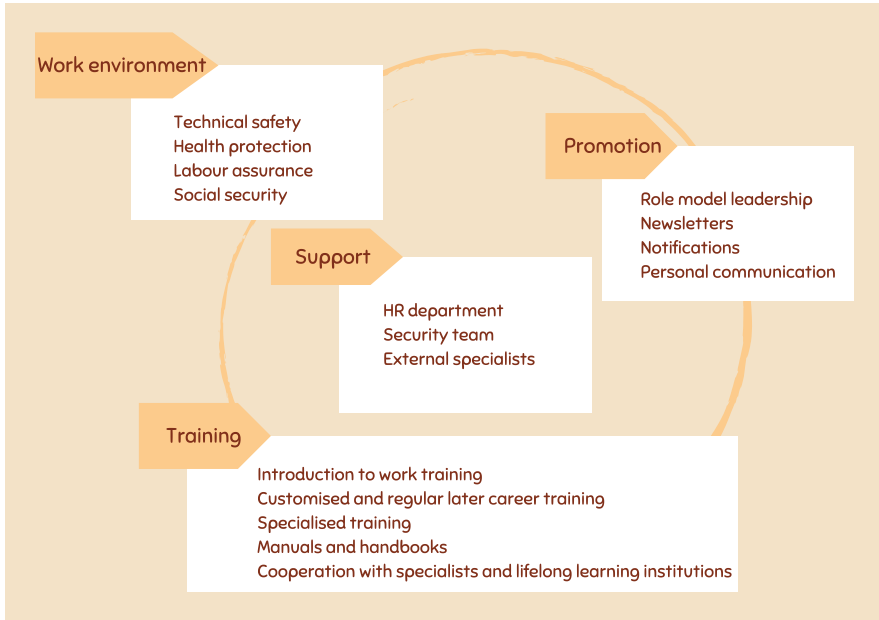 Work environment
Technical safety
Health protection
Labour assurance
Social security
Promotion
Role model leadership
Newsletters
Notifications
Personal communication
Support
HR department
Security team
External specialists
Training
Introduction to work training
Customised and regular later career training
Specialised training
Manuals and handbooks
Cooperation with specialists and lifelong learning institutions